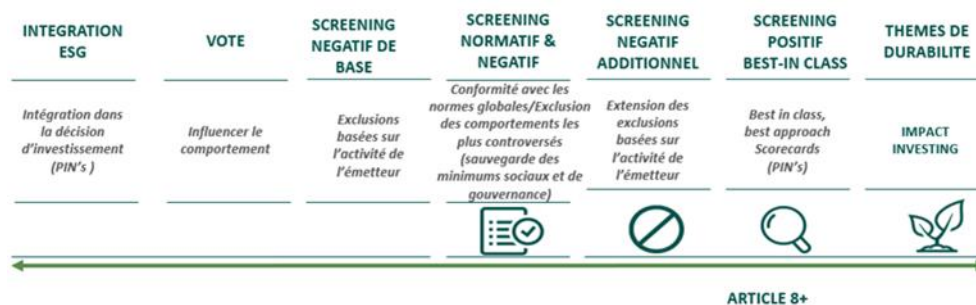 INTEGRATION
ESG
VOTE
SCREENING
NEGATIF DE
BASE
SCREENING
NORMATIF &
NEGATIF
SCREENING
NEGATIF
ADDITIONNEL
SCREENING
POSITIF
BEST-IN CLASS
THEMES DE
DURABILITE
Intégration dans
la décision
d'investissement
(PIN's )
Influencer le
comportement
Exclusions
basées sur
l'activité de
l'émetteur
Conformité avec les
normes globales/Exclusion
des comportements les
plus controversés
(sauvegarde des
minimums sociaux et de
gouvernance)
Extension des
exclusions
basées sur
l'activité de
l'émetteur
Best in class,
best approach
Scorecards
(PIN's)
IMPACT
INVESTING
ARTICLE 8+